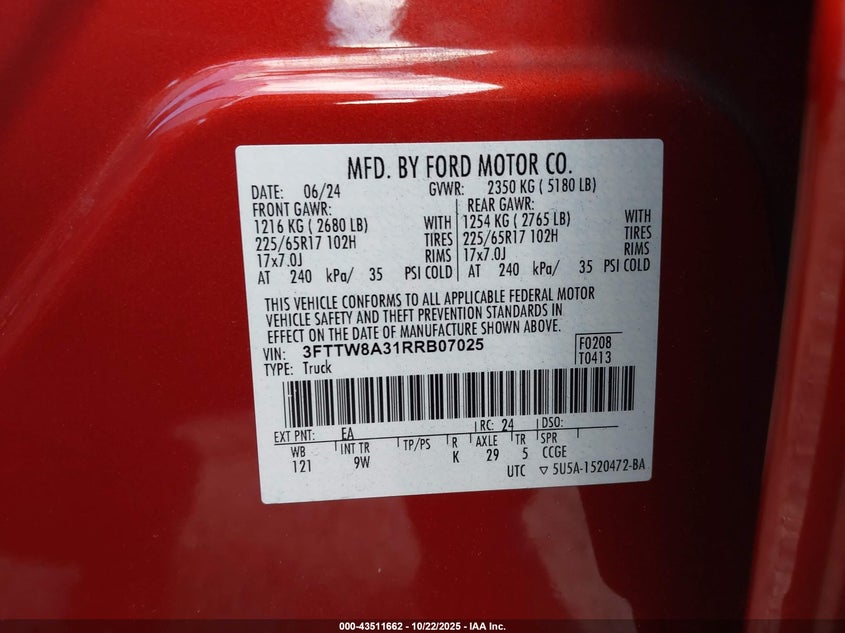 MFD. BY FORD MOTOR CO.
DATE: 06/24 GVWR: 2350 KG ( 5180 LB)
FRONT GAWR: REAR GAWR:
1216 KG ( 2680 LB) WITH 1254 KG ( 2765 LB) WITH
225/65R17 102H TIRES 225/65R17 102H TIRES
17x7.0J RIMS 17x7.0J RIMS
AT 240 kPa/ 35 PSI COLD AT 240 kPa/ 35 PSI COLD
THIS VEHICLE CONFORMS TO ALL APPLICABLE FEDERAL MOTOR
VEHICLE SAFETY AND THEFT PREVENTION STANDARDS IN
EFFECT ON THE DATE OF MANUFACTURE SHOWN ABOVE.
VIN: 3FTTW8A31RRB07025 F0208
TYPE: Truck T0413
EXT PNT: EA RC: 24 DSO:
WB INT TR TP/PS R AXLE TR SPR
121 9W K 29 5 CCGE
UTC ▽ 5U5A-1520472-BA
000-43511662 - 10/22/2025 - IAA Inc.